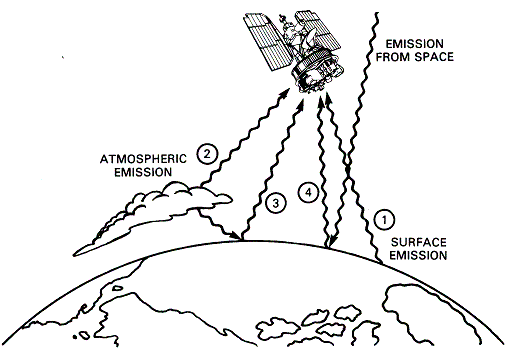 EMISSION
FROM SPACE
ATMOSPHERIC
EMISSION
2
3
4
1
SURFACE
EMISSION